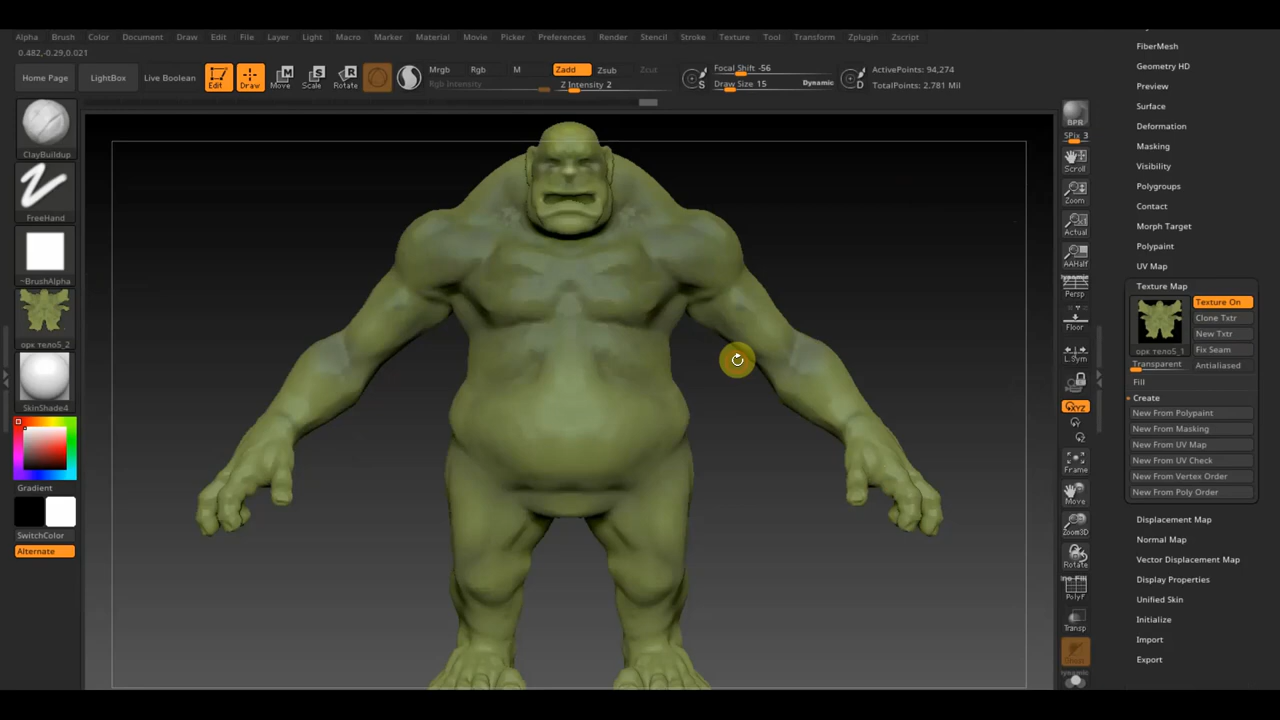 Alpha Brush Color Document Draw Edit File Layer Light Macro Marker Material Movie Picker Preferences Render Stencil Stroke Texture Tool Transform Zplugin Zscript
0.482,-0.29,0.021
Home Page LightBox Live Boolean Edit Draw Move Scale Rotate
Mrgb Rgb M Zadd Zsub Zcut
Rgb Intensity Z Intensity 2
Focal Shift -56
Draw Size 15 Dynamic
S D
ActivePoints: 94,274
TotalPoints: 2.781 Mil
ClayBuildup
FreeHand
~BrushAlpha
орк тело5_2
SkinShade4
Gradient
SwitchColor
Alternate
BPR
SPix 3
Scroll
Zoom
Actual
AAHalf
Dynamic
Persp
Floor
L.Sym
XYZ
Frame
Move
Zoom3D
Rotate
PolyF
Transp
FiberMesh
Geometry HD
Preview
Surface
Deformation
Masking
Visibility
Polygroups
Contact
Morph Target
Polypaint
UV Map
Texture Map
Texture On
Clone Txtr
New Txtr
орк тело5_1 Fix Seam
Transparent Antialiased
Fill
Create
New From Polypaint
New From Masking
New From UV Map
New From UV Check
New From Vertex Order
New From Poly Order
Displacement Map
Normal Map
Vector Displacement Map
Display Properties
Unified Skin
Initialize
Import
Export